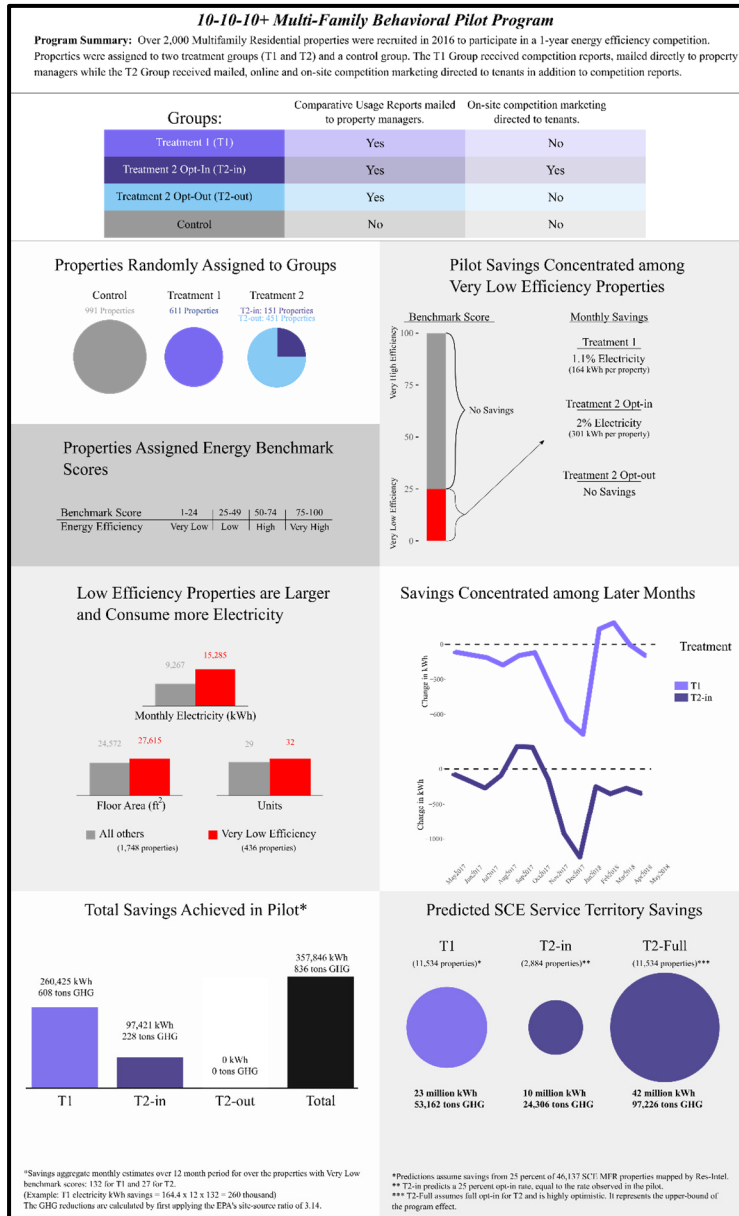 10-10-10+ Multi-Family Behavioral Pilot Program
Program Summary: Over 2,000 Multifamily Residential properties were recruited in 2016 to participate in a 1-year energy efficiency competition.
Properties were assigned to two treatment groups (T1 and T2) and a control group. The T1 Group received competition reports, mailed directly to property
managers while the T2 Group received mailed, online and on-site competition marketing directed to tenants in addition to competition reports.
Groups:
Comparative Usage Reports mailed
to property managers.
On-site competition marketing
directed to tenants.
Treatment 1 (T1) Yes No
Treatment 2 Opt-In (T2-in) Yes Yes
Treatment 2 Opt-Out (T2-out) Yes No
Control No No
Properties Randomly Assigned to Groups
Control
991 Properties
Treatment 1
611 Properties
Treatment 2
T2-in: 151 Properties
T2-out: 451 Properties
Properties Assigned Energy Benchmark
Scores
Benchmark Score 1-24 25-49 50-74 75-100
Energy Efficiency Very Low Low High Very High
Pilot Savings Concentrated among
Very Low Efficiency Properties
Benchmark Score
Very High Efficiency
Very Low Efficiency
100
75
50
25
0
No Savings
Monthly Savings
Treatment 1
1.1% Electricity
(164 kWh per property)
Treatment 2 Opt-in
2% Electricity
(301 kWh per property)
Treatment 2 Opt-out
No Savings
Low Efficiency Properties are Larger
and Consume more Electricity
9,267
15,285
Monthly Electricity (kWh)
24,572
27,615
Floor Area (ft²)
29
32
Units
All others
(1,748 properties)
Very Low Efficiency
(436 properties)
Savings Concentrated among Later Months
Change in kWh
0
-300
-600
Change in kWh
0
-500
-1000
Treatment
T1
T2-in
May2017
Jun2017
Jul2017
Aug2017
Sep2017
Oct2017
Nov2017
Dec2017
Jan2018
Feb2018
Mar2018
Apr2018
May2018
Total Savings Achieved in Pilot*
260,425 kWh
608 tons GHG
T1
97,421 kWh
228 tons GHG
T2-in
0 kWh
0 tons GHG
T2-out
357,846 kWh
836 tons GHG
Total
*Savings aggregate monthly estimates over 12 month period for over the properties with Very Low
benchmark scores: 132 for T1 and 27 for T2.
(Example: T1 electricity kWh savings = 164.4 x 12 x 132 = 260 thousand)
The GHG reductions are calculated by first applying the EPA's site-source ratio of 3.14.
Predicted SCE Service Territory Savings
T1
(11,534 properties)*
T2-in
(2,884 properties)**
T2-Full
(11,534 properties)***
23 million kWh
53,162 tons GHG
10 million kWh
24,306 tons GHG
42 million kWh
97,226 tons GHG
*Predictions assume savings from 25 percent of 46,137 SCE MFR properties mapped by Res-Intel.
** T2-in predicts a 25 percent opt-in rate, equal to the rate observed in the pilot.
*** T2-Full assumes full opt-in for T2 and is highly optimistic. It represents the upper-bound of
the program effect.